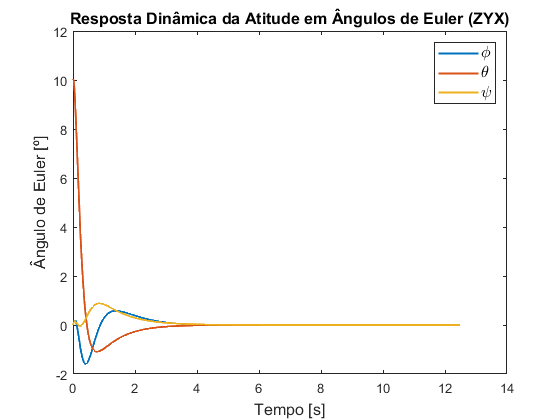 Resposta Dinâmica da Atitude em Ângulos de Euler (ZYX)
12
10
8
6
4
2
0
-2
Ângulo de Euler [º]
ϕ
θ
ψ
0 2 4 6 8 10 12 14
Tempo [s]